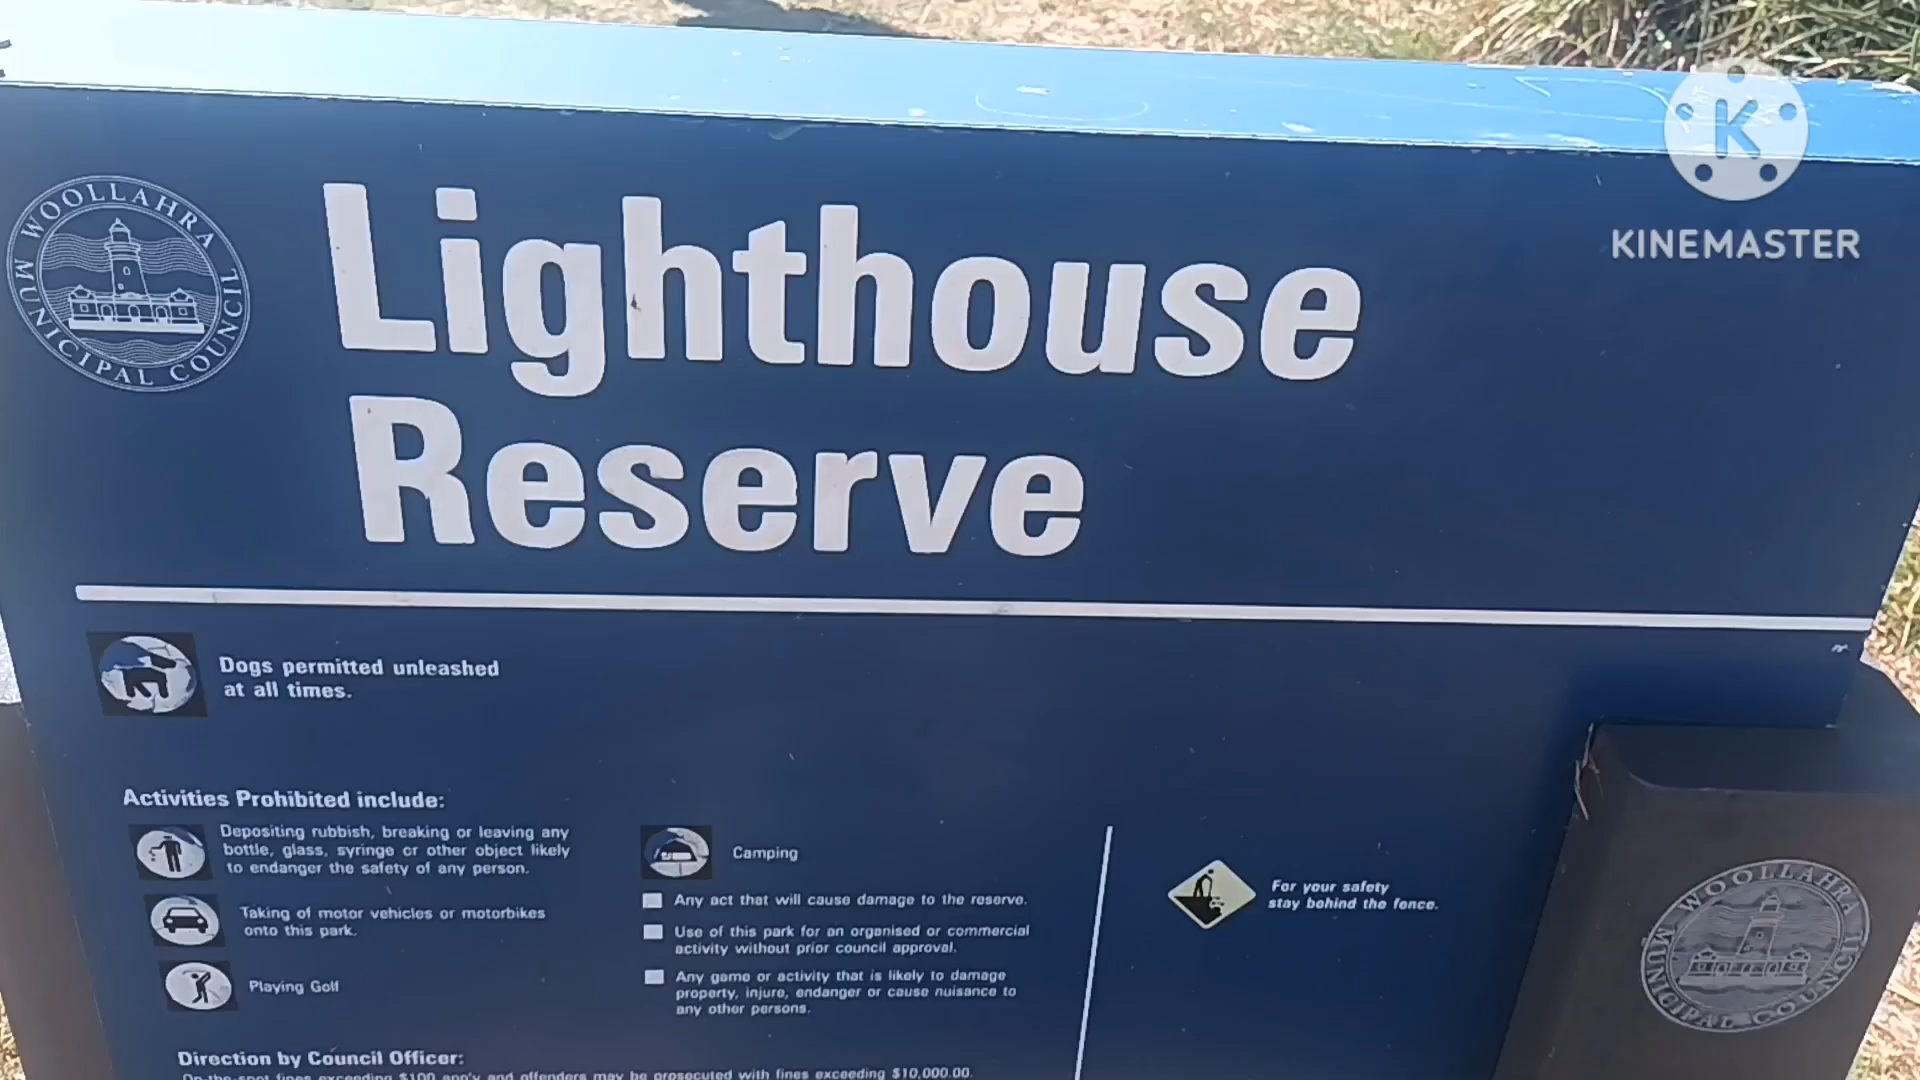 WOOLLAHRA MUNICIPAL COUNCIL
Lighthouse
Reserve
K
KINEMASTER
Dogs permitted unleashed
at all times.
Activities Prohibited include:
Depositing rubbish, breaking or leaving any
bottle, glass, syringe or other object likely
to endanger the safety of any person.
Taking of motor vehicles or motorbikes
onto this park.
Playing Golf
Camping
Any act that will cause damage to the reserve.
Use of this park for an organised or commercial
activity without prior council approval.
Any game or activity that is likely to damage
property, injure, endanger or cause nuisance to
any other persons.
For your safety
stay behind the fence.
WOOLLAHRA MUNICIPAL COUNCIL
Direction by Council Officer:
On-the-spot fines exceeding $100 app'y and offenders may be prosecuted with fines exceeding $10,000.00.